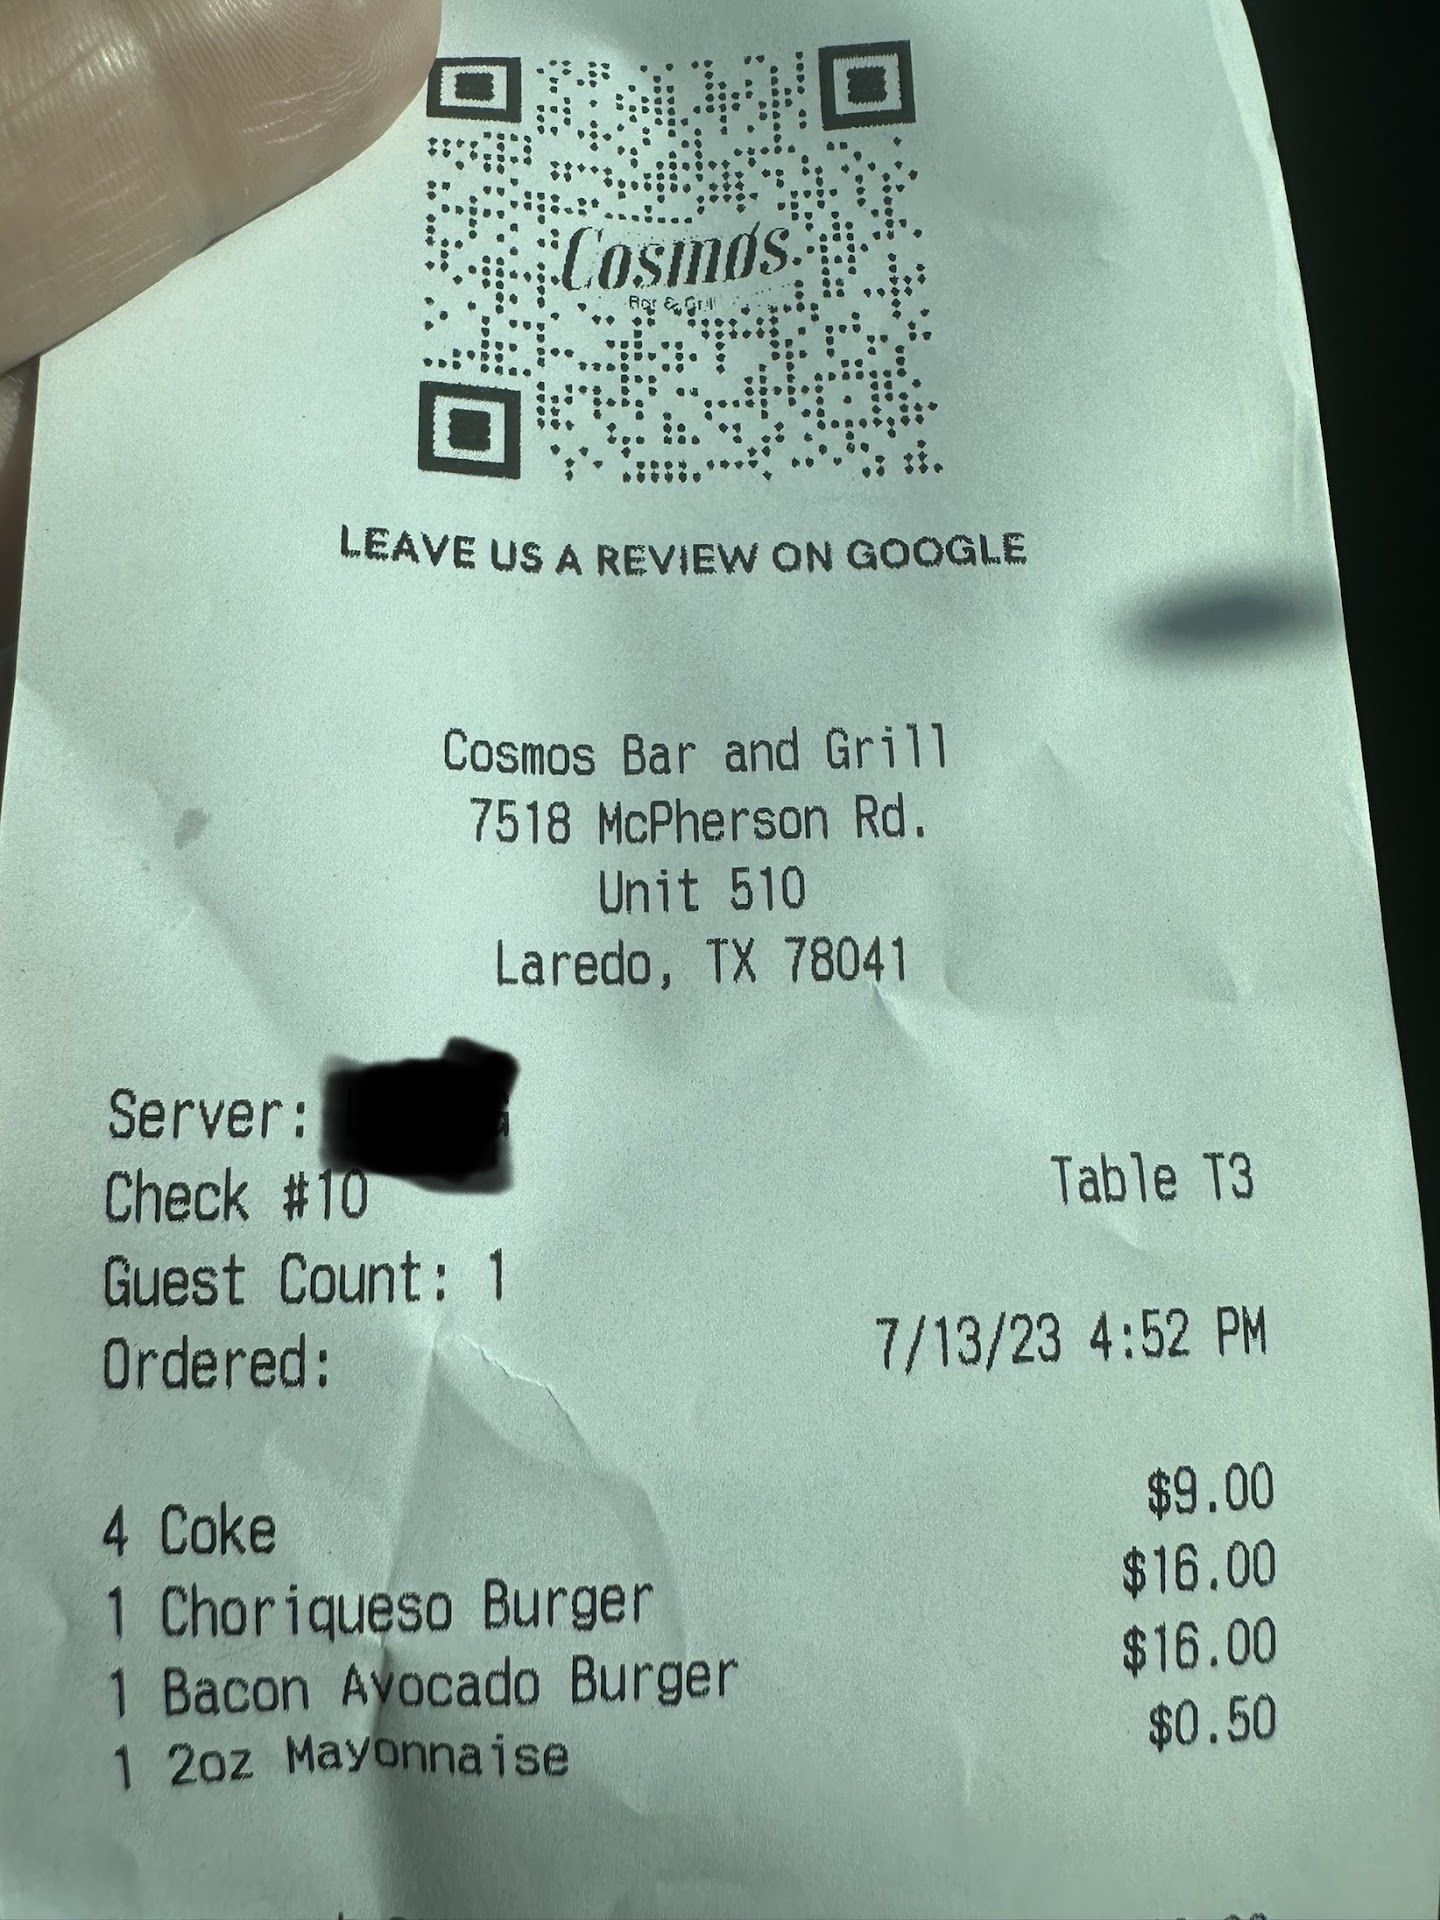 Cosmos
Bar & Grill
LEAVE US A REVIEW ON GOOGLE
Cosmos Bar and Grill
7518 McPherson Rd.
Unit 510
Laredo, TX 78041
Server:
Check #10 Table T3
Guest Count: 1
Ordered: 7/13/23 4:52 PM
4 Coke $9.00
1 Choriqueso Burger $16.00
1 Bacon Avocado Burger $16.00
1 2oz Mayonnaise $0.50